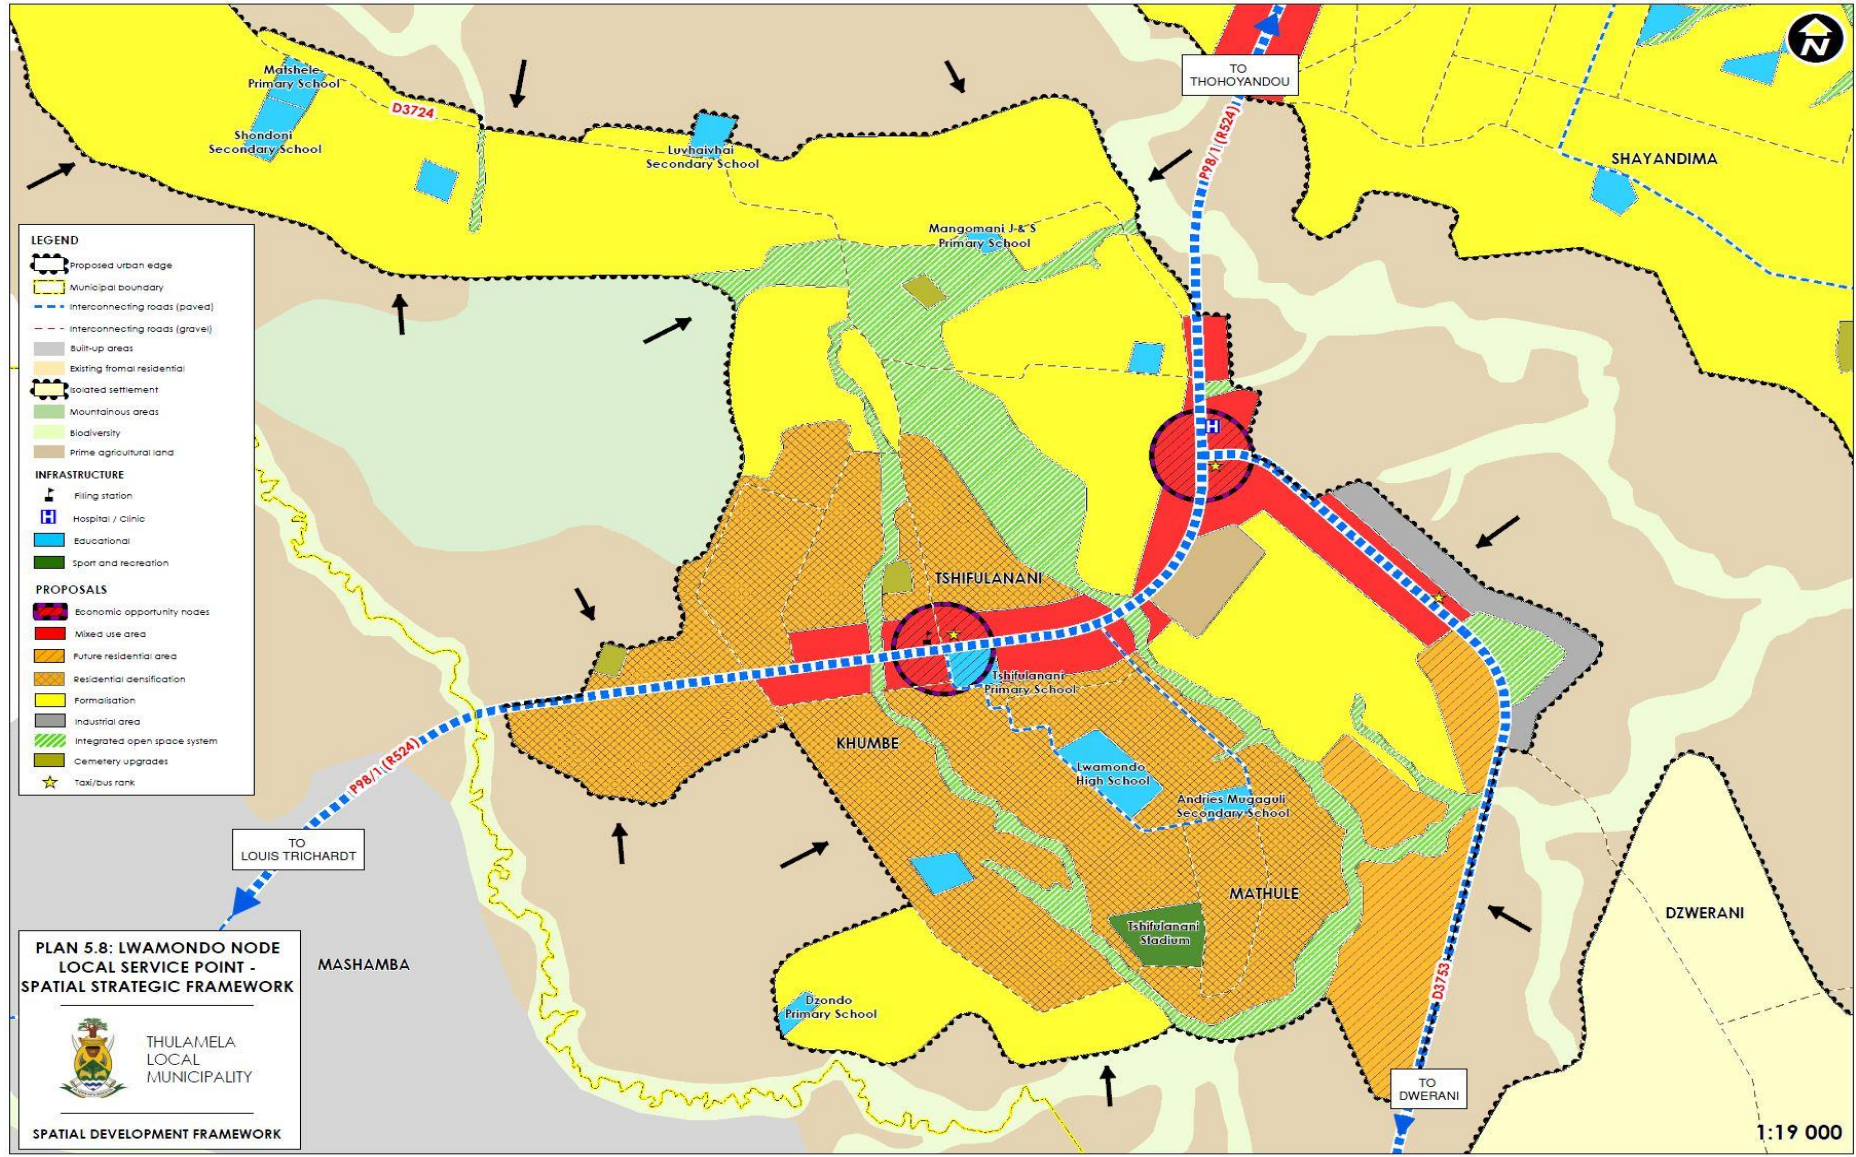 TO
THOHOYANDOU
N
Matshele
Primary School
D3724
Shondoni
Secondary School
Luvhaivhai
Secondary School
P98/1 (R524)
SHAYANDIMA
Mangomani J-&'S
Primary School
LEGEND
Proposed urban edge
Municipal boundary
Interconnecting roads (paved)
Interconnecting roads (gravel)
Built-up areas
Existing fromal residential
Isolated settlement
Mountainous areas
Biodiversity
Prime agricultural land
INFRASTRUCTURE
Filing station
H Hospital / Clinic
Educational
Sport and recreation
PROPOSALS
Economic opportunity nodes
Mixed use area
Future residential area
Residential densification
Formalisation
Industrial area
Integrated open space system
Cemetery upgrades
Taxi/bus rank
H
TSHIFULANANI
Tshifulanani
Primary School
KHUMBE
P98/1 (R524)
Lwamondo
High School
Andries Mugaguli
Secondary School
TO
LOUIS TRICHARDT
MATHULE
Tshifulanani
Stadium
DZWERANI
MASHAMBA
D3753
Dzondo
Primary School
TO
DWERANI
PLAN 5.8: LWAMONDO NODE
LOCAL SERVICE POINT -
SPATIAL STRATEGIC FRAMEWORK
THULAMELA
LOCAL
MUNICIPALITY
SPATIAL DEVELOPMENT FRAMEWORK
1:19 000